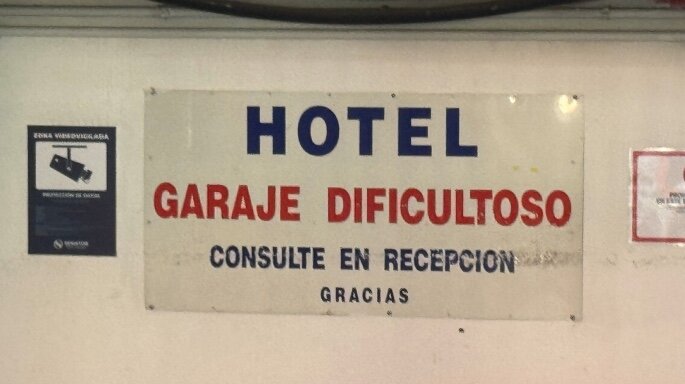 ZONA VIDEOVIGILADA
HOTEL
GARAJE DIFICULTOSO
CONSULTE EN RECEPCION
GRACIAS